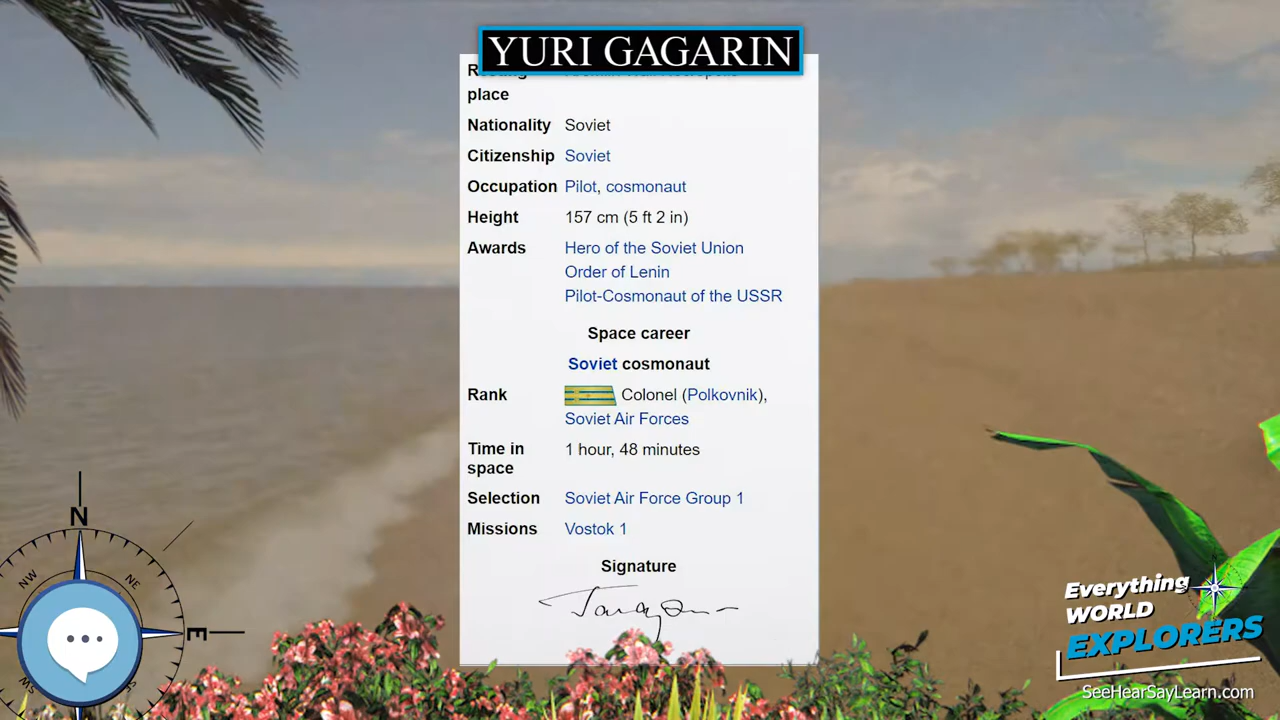 YURI GAGARIN
Resting
place
Nationality Soviet
Citizenship Soviet
Occupation Pilot, cosmonaut
Height 157 cm (5 ft 2 in)
Awards Hero of the Soviet Union
Order of Lenin
Pilot-Cosmonaut of the USSR
Space career
Soviet cosmonaut
Rank Colonel (Polkovnik),
Soviet Air Forces
Time in
space 1 hour, 48 minutes
Selection Soviet Air Force Group 1
Missions Vostok 1
Signature
N
NW NE
E
Everything
WORLD
EXPLORERS
SeeHearSayLearn.com